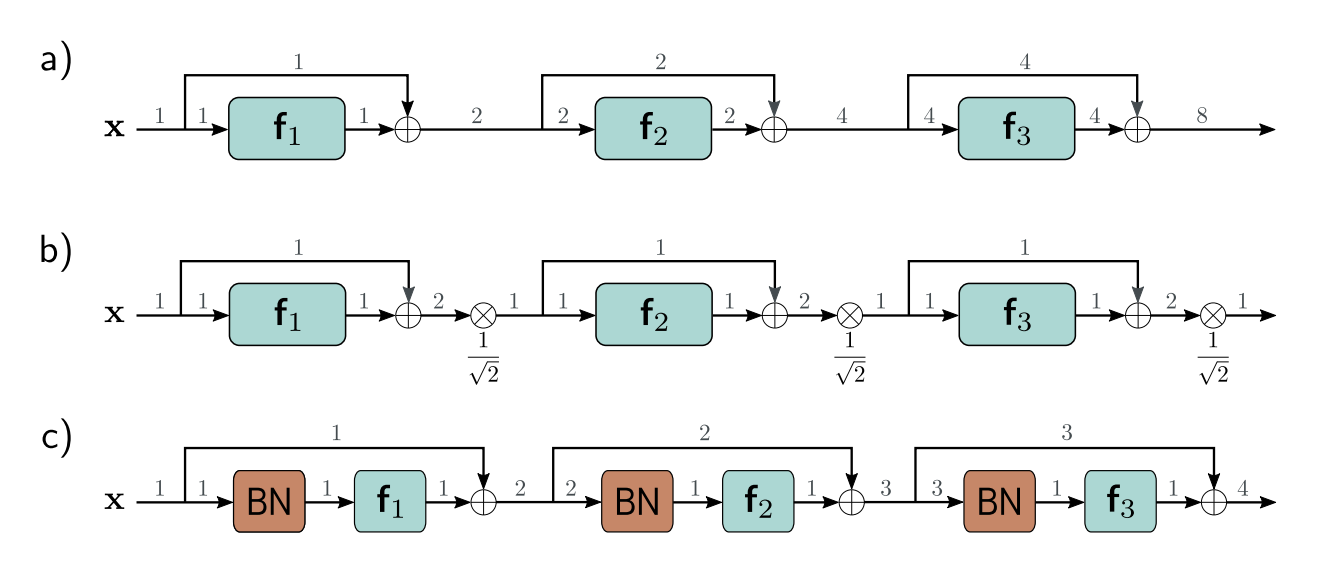 a)
1 2 4
x 1 1 f₁ 1 2 2 f₂ 2 4 4 f₃ 4 8
b)
1 1 1
x 1 1 f₁ 1 2 1 1 f₂ 1 2 1 1 f₃ 1 2 1
1/√2 1/√2 1/√2
c)
1 2 3
x 1 1 BN 1 f₁ 1 2 2 BN 1 f₂ 1 3 3 BN 1 f₃ 1 4